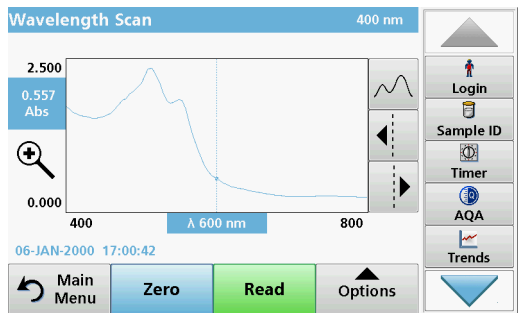 Wavelength Scan
400 nm
2.500
0.557
Abs
0.000
400
λ 600 nm
800
06-JAN-2000 17:00:42
Main
Menu
Zero
Read
Options
Login
Sample ID
Timer
AQA
Trends